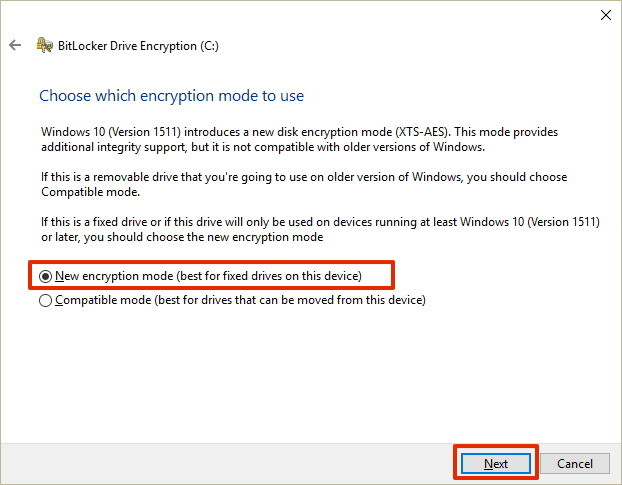 BitLocker Drive Encryption (C:)
Choose which encryption mode to use
Windows 10 (Version 1511) introduces a new disk encryption mode (XTS-AES). This mode provides
additional integrity support, but it is not compatible with older versions of Windows.
If this is a removable drive that you're going to use on older version of Windows, you should choose
Compatible mode.
If this is a fixed drive or if this drive will only be used on devices running at least Windows 10 (Version 1511)
or later, you should choose the new encryption mode
New encryption mode (best for fixed drives on this device)
Compatible mode (best for drives that can be moved from this device)
Next
Cancel